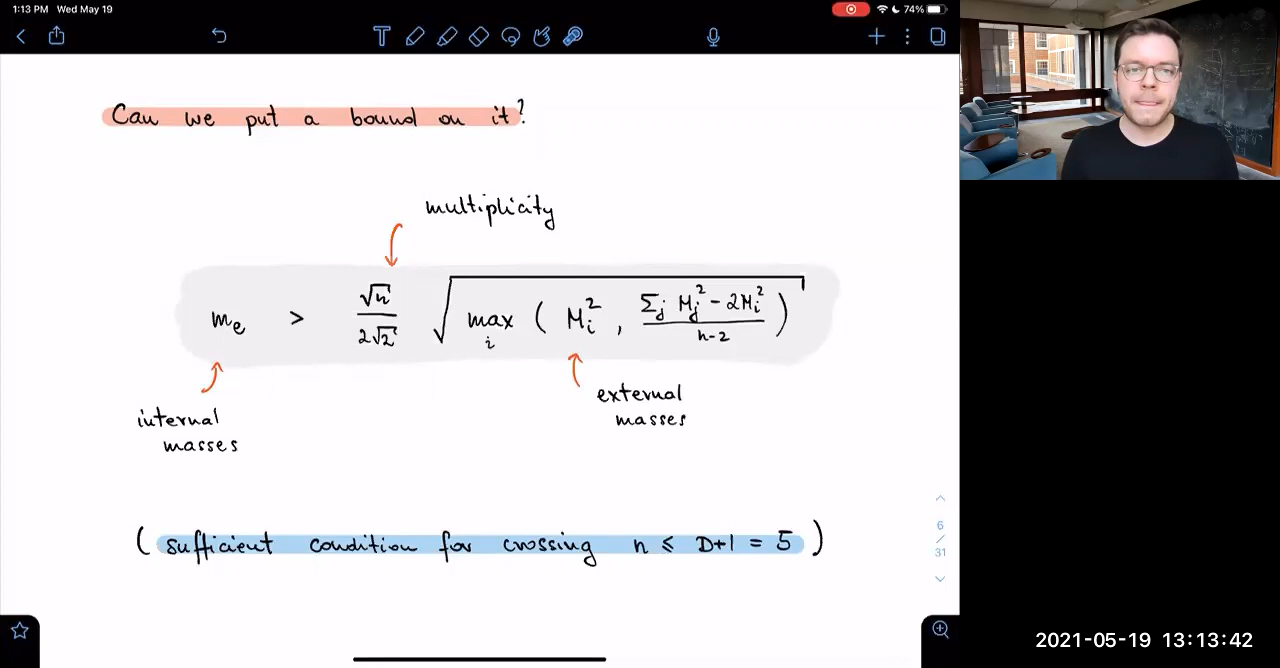 1:13 PM Wed May 19
74%
Can we put a bound on it?
multiplicity
m_e > √n / 2√2 √( max_i ( M_i^2 , (Σ_j M_j^2 - 2M_i^2) / (n-2) ) )
internal
masses
external
masses
( sufficient condition for crossing n ≤ D+1 = 5 )
6
/
31
2021-05-19 13:13:42